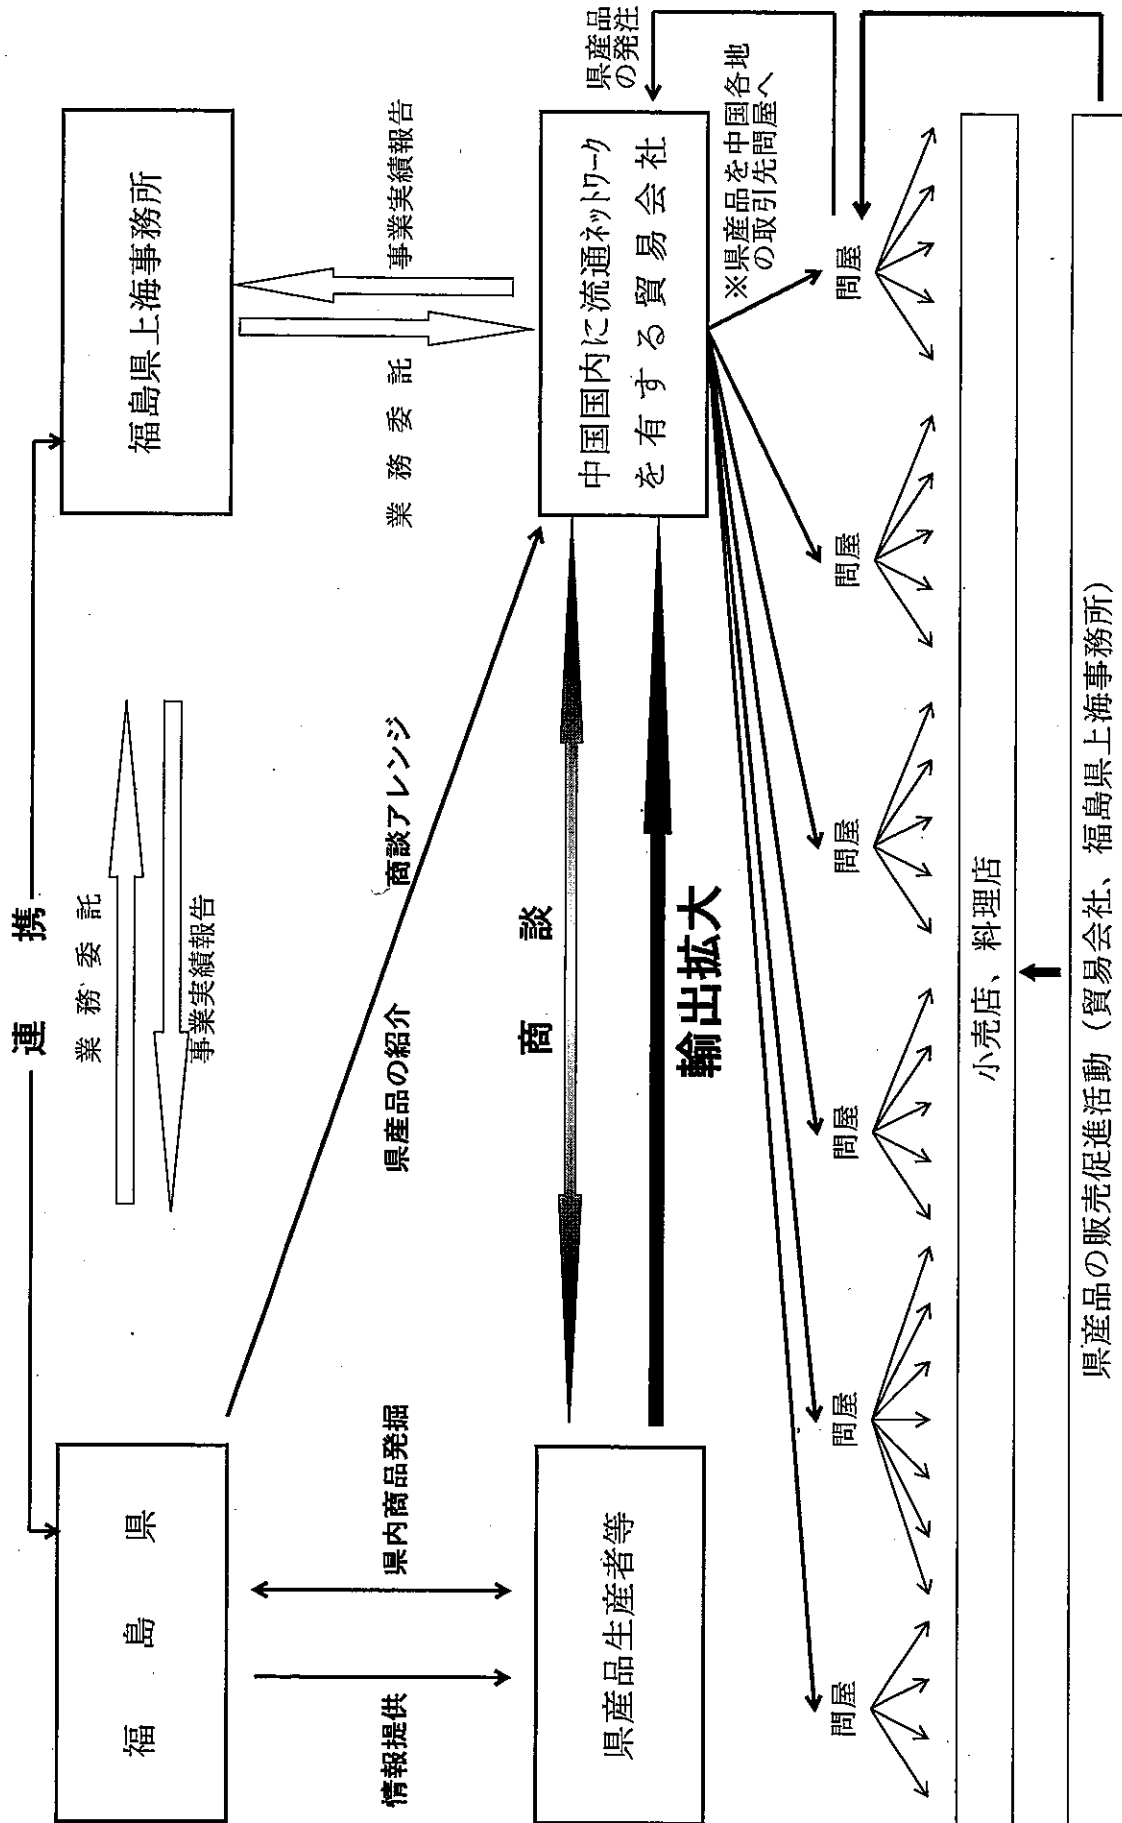 連　携
福　島　県
業務委託
事業実績報告
福島県上海事務所
情報提供
県内商品発掘
県産品の紹介
商談アレンジ
業務委託
事業実績報告
県産品生産者等
商　談
輸出拡大
中国国内に流通ネットワーク
を有する貿易会社
県産品
の発注
※県産品を中国各地
の取引先問屋へ
問屋
問屋
問屋
問屋
問屋
問屋
小売店、料理店
県産品の販売促進活動（貿易会社、福島県上海事務所）